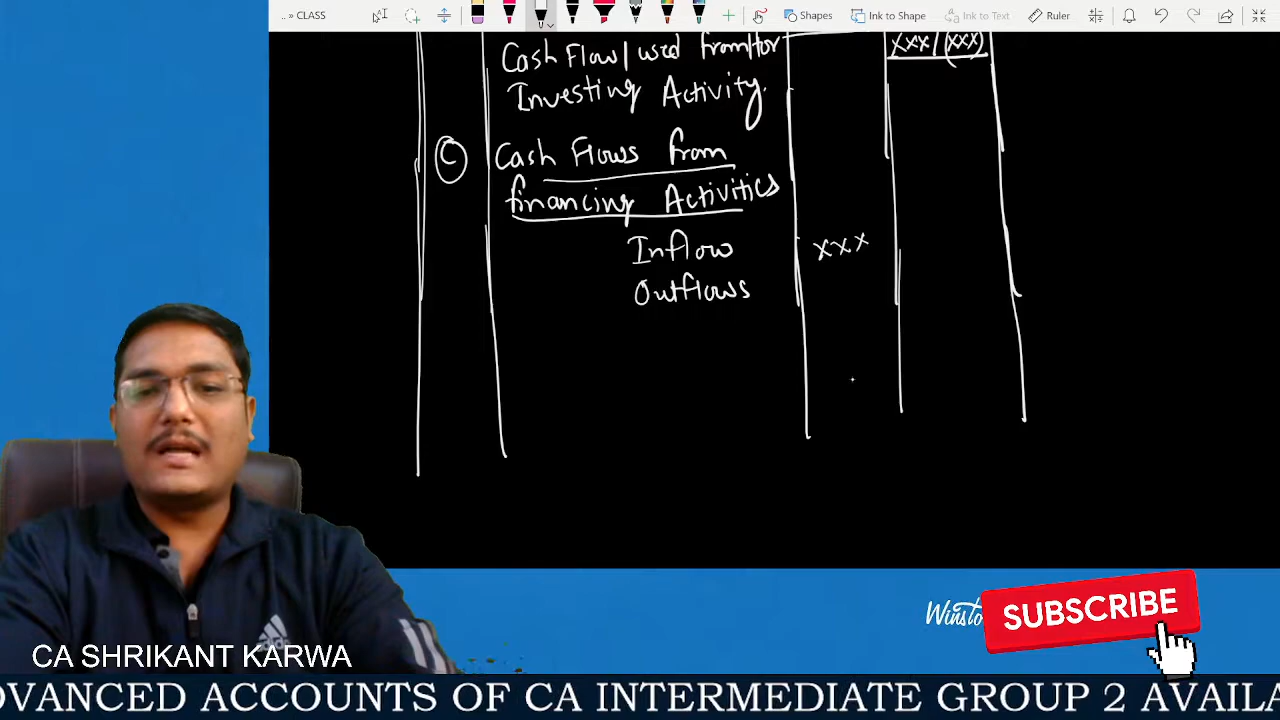 .. » CLASS
Shapes
Ink to Shape
Ink to Text
Ruler
Cash Flow / used from/for xxx / (xxx)
Investing Activity.
C Cash Flows from
financing Activities
Inflow xxx
Outflows
SUBSCRIBE
CA SHRIKANT KARWA
DVANCED ACCOUNTS OF CA INTERMEDIATE GROUP 2 AVAILA